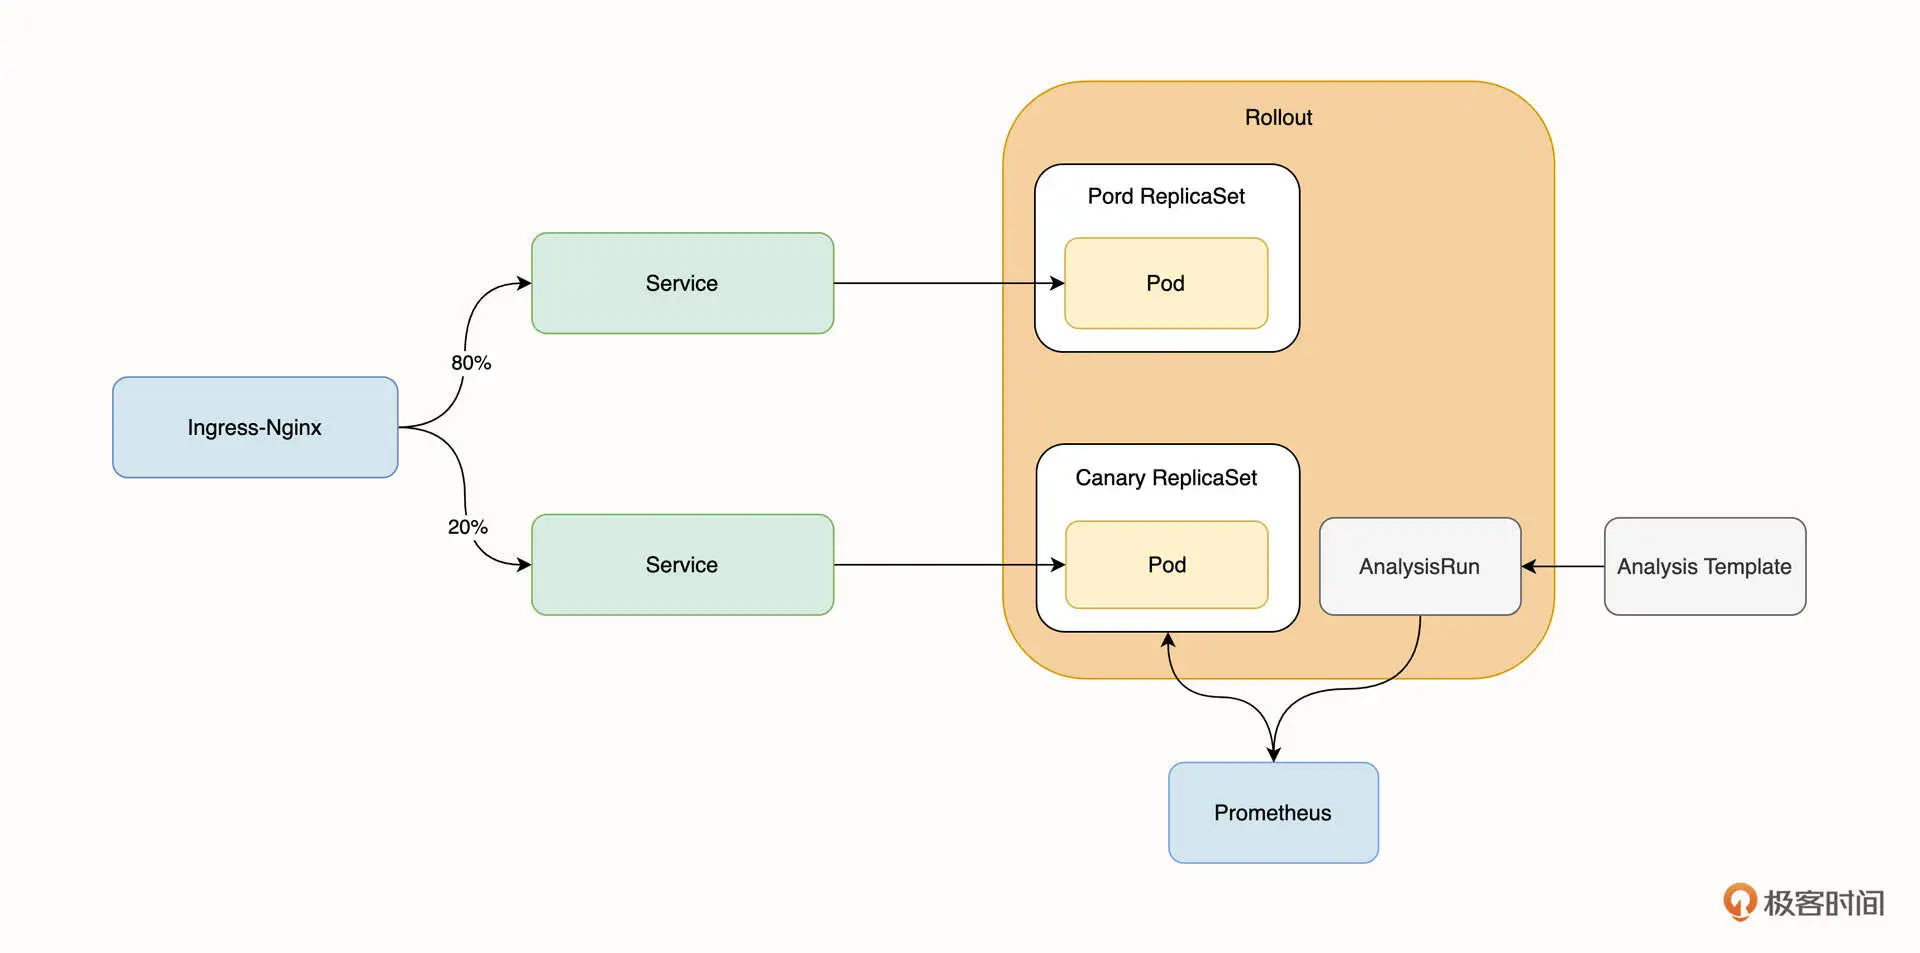 Rollout
Pord ReplicaSet
Pod
Service
80%
Ingress-Nginx
20%
Service
Canary ReplicaSet
Pod
AnalysisRun
Analysis Template
Prometheus
极客时间